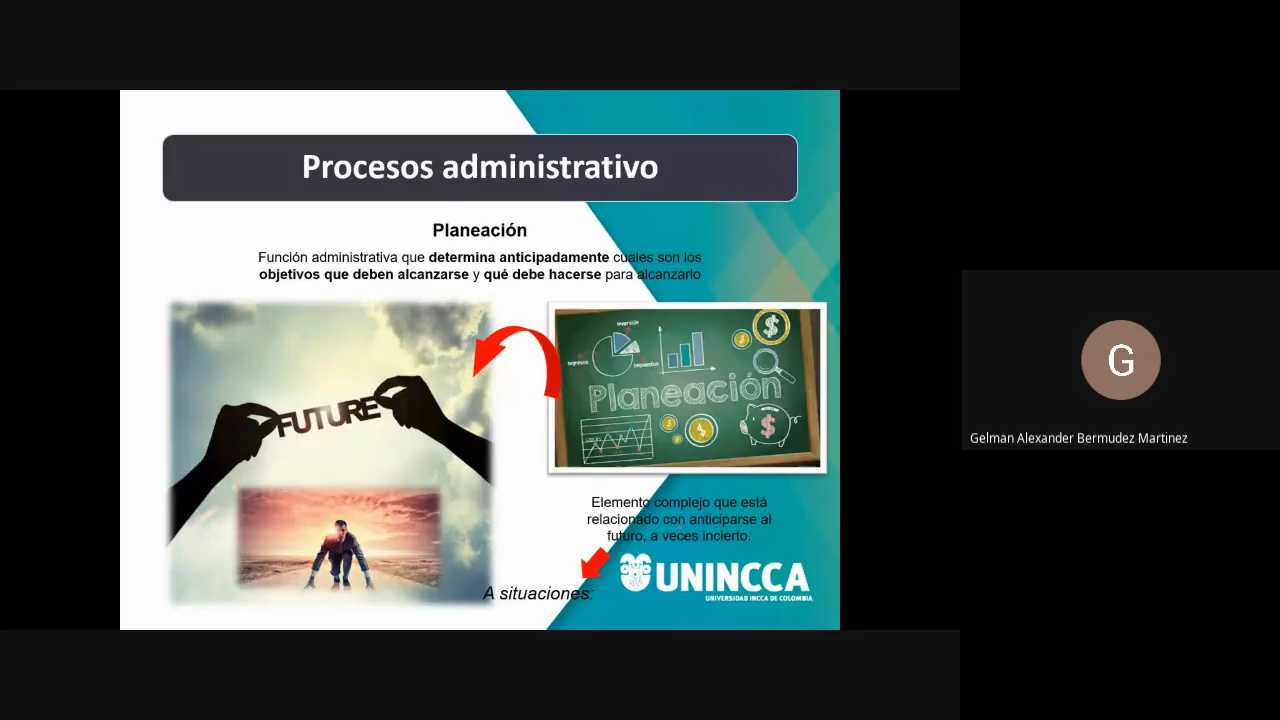 Procesos administrativo
Planeación
Función administrativa que determina anticipadamente cuales son los
objetivos que deben alcanzarse y qué debe hacerse para alcanzarlo
FUTURE
inversión
Planeación
Elemento complejo que está
relacionado con anticiparse al
futuro, a veces incierto.
A situaciones:
UNINCCA
UNIVERSIDAD INCCA DE COLOMBIA
G
Gelman Alexander Bermudez Martinez